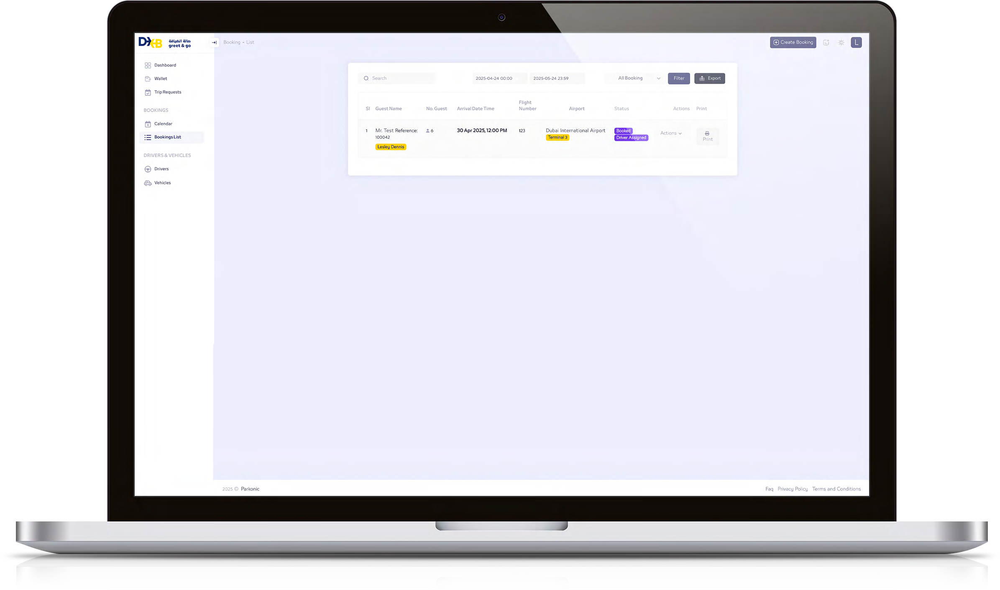 DXB
صالة الضيافة
greet & go
Booking - List
Create Booking
L
Dashboard
Wallet
Trip Requests
BOOKINGS
Calendar
Bookings List
DRIVERS & VEHICLES
Drivers
Vehicles
Search
2025-04-24 00:00
2025-05-24 23:59
All Booking
Filter
Export
Sl
Guest Name
No. Guest
Arrival Date Time
Flight
Number
Airport
Status
Actions
Print
1
Mr. Test Reference:
100042
Lesley Dennis
6
30 Apr 2025, 12:00 PM
123
Dubai International Airport
Terminal 3
Booked
Driver Assigned
Actions
Print
2025 © Parkonic
Faq Privacy Policy Terms and Conditions